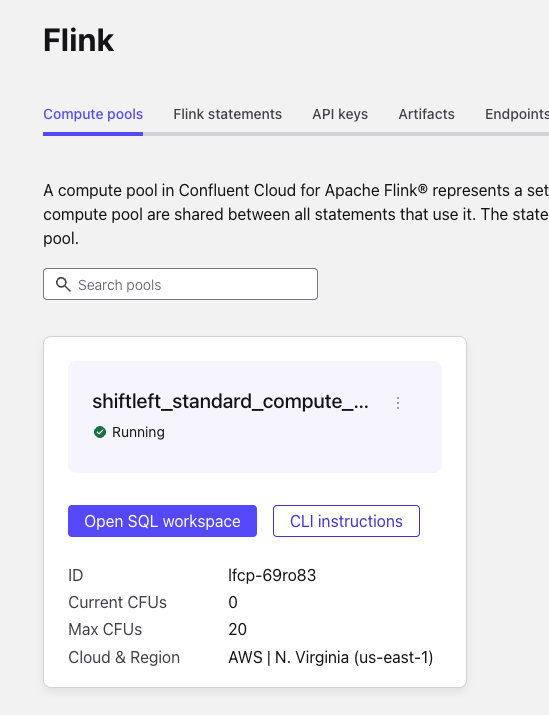 Flink
Compute pools Flink statements API keys Artifacts Endpoints
A compute pool in Confluent Cloud for Apache Flink® represents a set
compute pool are shared between all statements that use it. The state
pool.
Search pools
shiftleft_standard_compute_...
Running
Open SQL workspace CLI instructions
ID lfcp-69ro83
Current CFUs 0
Max CFUs 20
Cloud & Region AWS | N. Virginia (us-east-1)